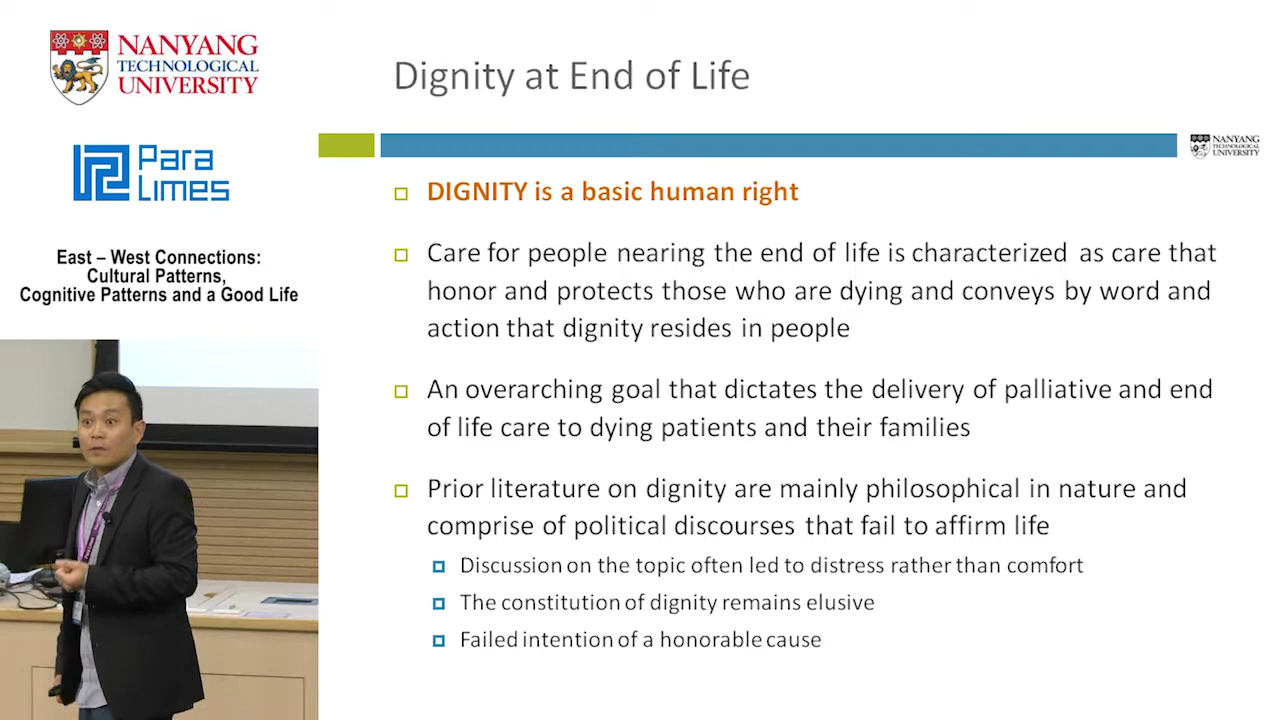 NANYANG
TECHNOLOGICAL
UNIVERSITY
Para
Limes
East – West Connections:
Cultural Patterns,
Cognitive Patterns and a Good Life
Dignity at End of Life
NANYANG
TECHNOLOGICAL
UNIVERSITY
DIGNITY is a basic human right
Care for people nearing the end of life is characterized as care that
honor and protects those who are dying and conveys by word and
action that dignity resides in people
An overarching goal that dictates the delivery of palliative and end
of life care to dying patients and their families
Prior literature on dignity are mainly philosophical in nature and
comprise of political discourses that fail to affirm life
Discussion on the topic often led to distress rather than comfort
The constitution of dignity remains elusive
Failed intention of a honorable cause